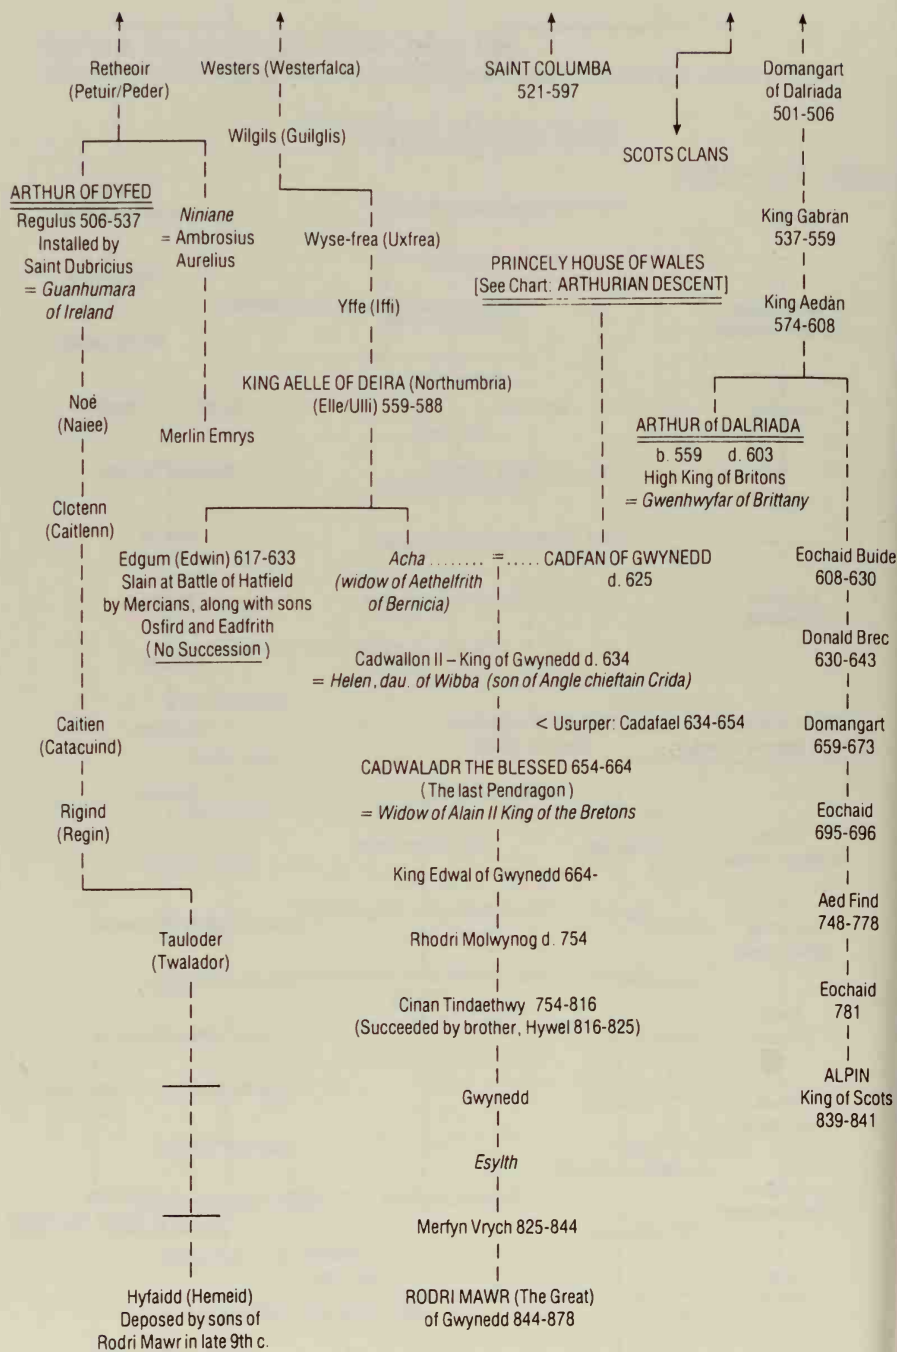 Retheoir
(Petuir/Peder)
Westers (Westerfalca)
SAINT COLUMBA
521-597
Domangart
of Dalriada
501-506
Wilgils (Guilglis)
SCOTS CLANS
ARTHUR OF DYFED
Regulus 506-537
Installed by
Saint Dubricius
= Guanhumara
of Ireland
Niniane
= Ambrosius
Aurelius
Wyse-frea (Uxfrea)
King Gabràn
537-559
PRINCELY HOUSE OF WALES
[See Chart: ARTHURIAN DESCENT]
Yffe (Iffi)
King Aedàn
574-608
KING AELLE OF DEIRA (Northumbria)
(Elle/Ulli) 559-588
Noé
(Naiee)
Merlin Emrys
ARTHUR of DALRIADA
b. 559 d. 603
High King of Britons
= Gwenhwyfar of Brittany
Clotenn
(Caitlenn)
Edgum (Edwin) 617-633
Slain at Battle of Hatfield
by Mercians, along with sons
Osfird and Eadfrith
(No Succession)
Acha ........ = ..... CADFAN OF GWYNEDD
(widow of Aethelfrith
of Bernicia)
d. 625
Eochaid Buide
608-630
Cadwallon II – King of Gwynedd d. 634
= Helen, dau. of Wibba (son of Angle chieftain Crida)
Donald Brec
630-643
Caitien
(Catacuind)
< Usurper: Cadafael 634-654
Domangart
659-673
CADWALADR THE BLESSED 654-664
(The last Pendragon)
= Widow of Alain II King of the Bretons
Rigind
(Regin)
Eochaid
695-696
King Edwal of Gwynedd 664-
Aed Find
748-778
Tauloder
(Twalador)
Rhodri Molwynog d. 754
Cinan Tindaethwy 754-816
(Succeeded by brother, Hywel 816-825)
Eochaid
781
Gwynedd
ALPIN
King of Scots
839-841
Esylth
Merfyn Vrych 825-844
Hyfaidd (Hemeid)
Deposed by sons of
Rodri Mawr in late 9th c.
RODRI MAWR (The Great)
of Gwynedd 844-878